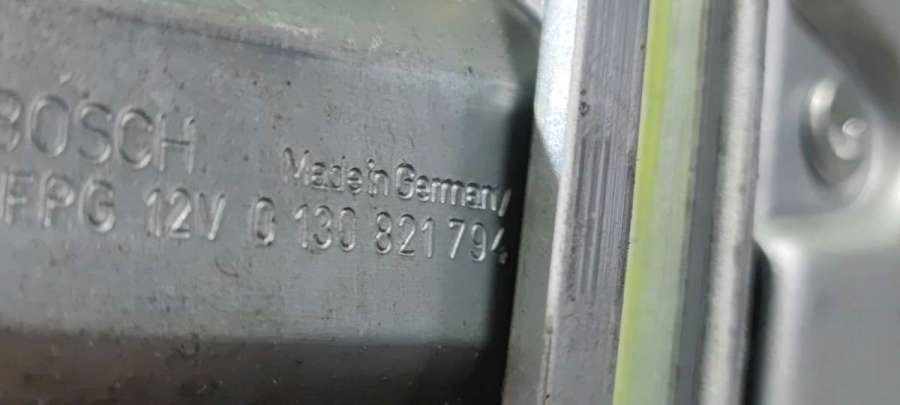 BOSCH
Made in Germany
FPG 12V 0 130 821 794